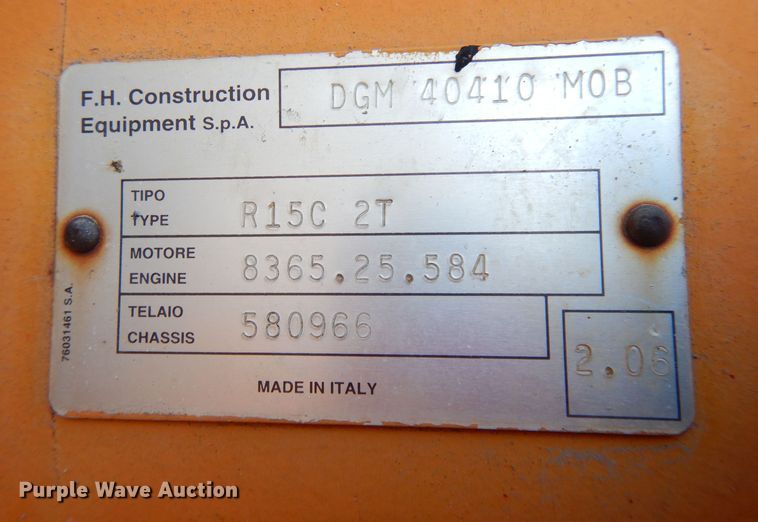 F.H. Construction
Equipment S.p.A.
DGM 40410 MOB
TIPO
TYPE
R15C 2T
MOTORE
ENGINE
8365.25.584
TELAIO
CHASSIS
580966
2.06
MADE IN ITALY
76031461 S.A.
Purple Wave Auction